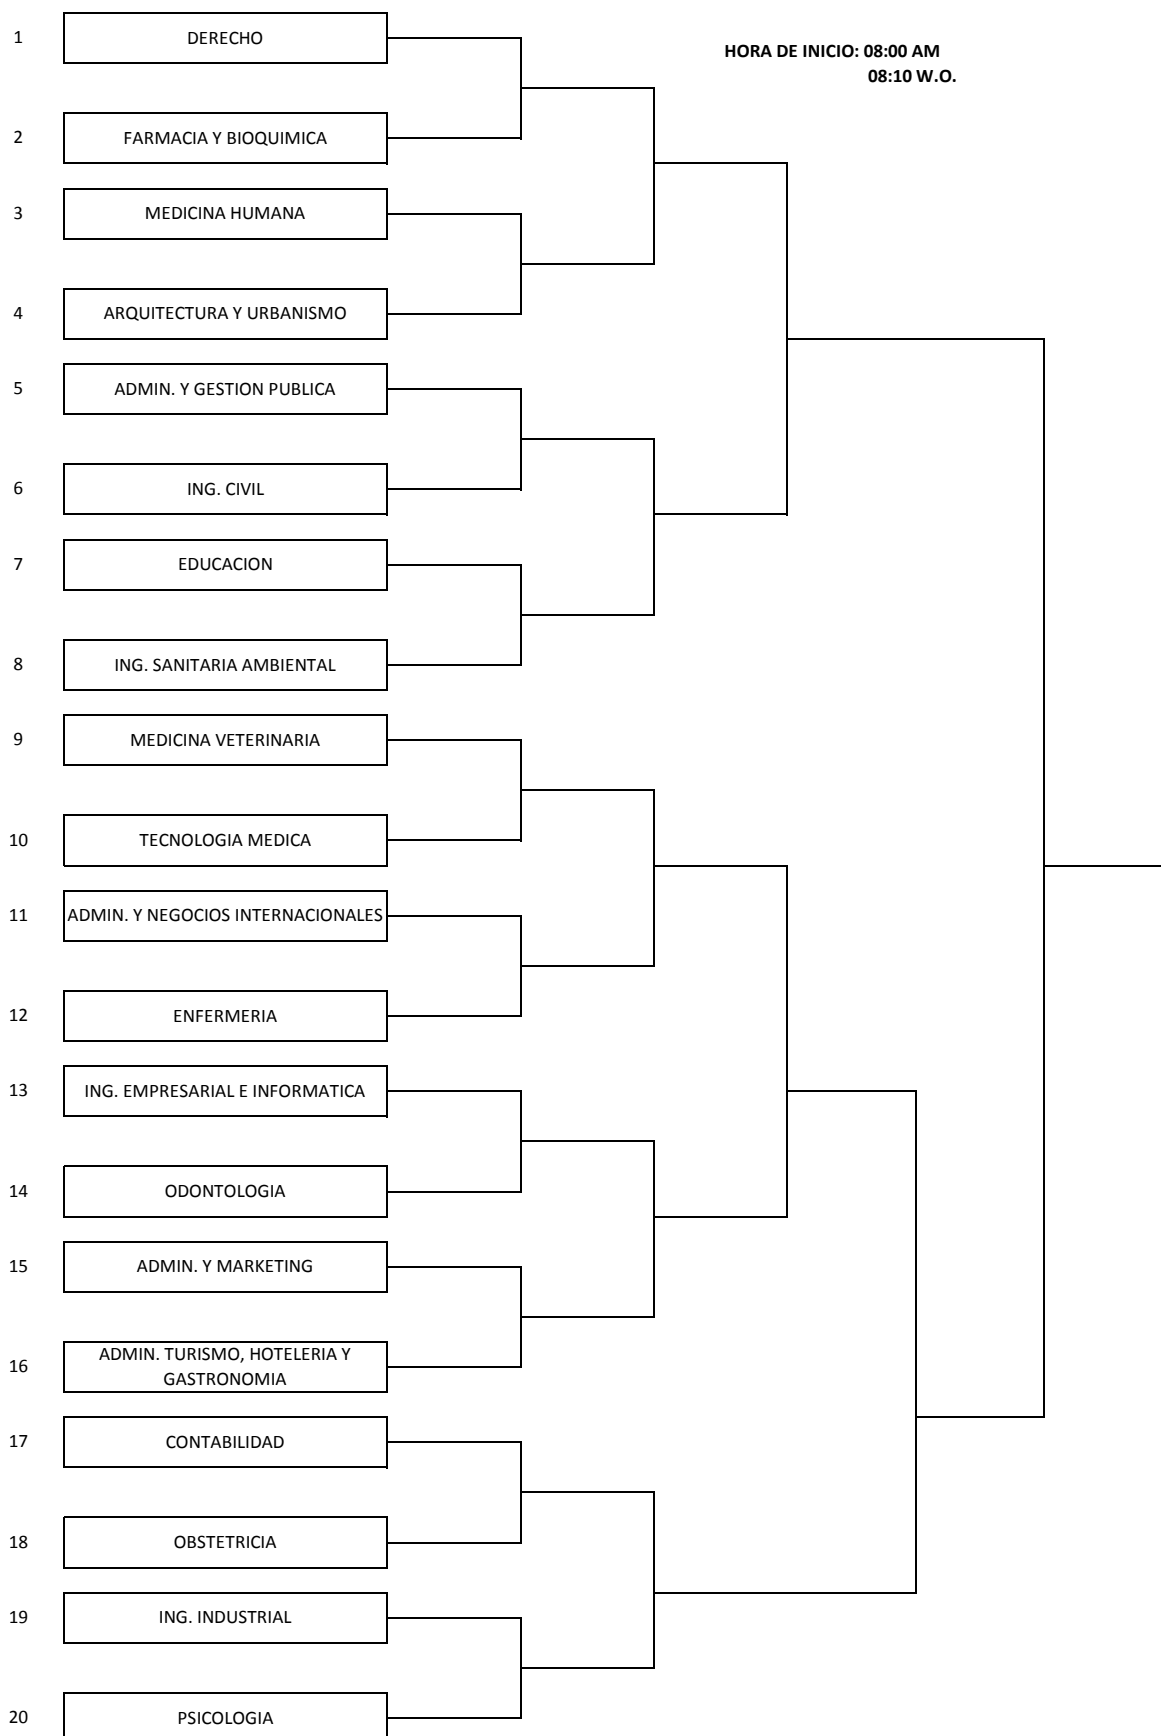 1 DERECHO
HORA DE INICIO: 08:00 AM
08:10 W.O.
2 FARMACIA Y BIOQUIMICA
3 MEDICINA HUMANA
4 ARQUITECTURA Y URBANISMO
5 ADMIN. Y GESTION PUBLICA
6 ING. CIVIL
7 EDUCACION
8 ING. SANITARIA AMBIENTAL
9 MEDICINA VETERINARIA
10 TECNOLOGIA MEDICA
11 ADMIN. Y NEGOCIOS INTERNACIONALES
12 ENFERMERIA
13 ING. EMPRESARIAL E INFORMATICA
14 ODONTOLOGIA
15 ADMIN. Y MARKETING
16 ADMIN. TURISMO, HOTELERIA Y
GASTRONOMIA
17 CONTABILIDAD
18 OBSTETRICIA
19 ING. INDUSTRIAL
20 PSICOLOGIA